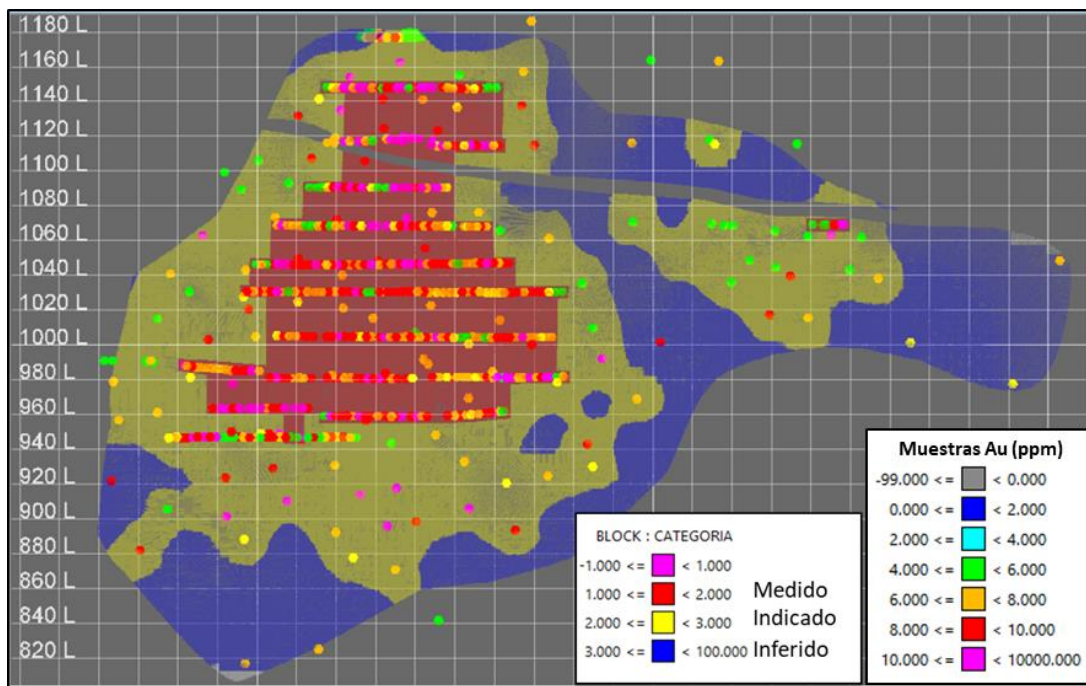 1180 L
1160 L
1140 L
1120 L
1100 L
1080 L
1060 L
1040 L
1020 L
1000 L
980 L
960 L
940 L
920 L
900 L
880 L
860 L
840 L
820 L
BLOCK : CATEGORIA
-1.000 <= < 1.000
1.000 <= < 2.000 Medido
2.000 <= < 3.000 Indicado
3.000 <= < 100.000 Inferido
Muestras Au (ppm)
-99.000 <= < 0.000
0.000 <= < 2.000
2.000 <= < 4.000
4.000 <= < 6.000
6.000 <= < 8.000
8.000 <= < 10.000
10.000 <= < 10000.000